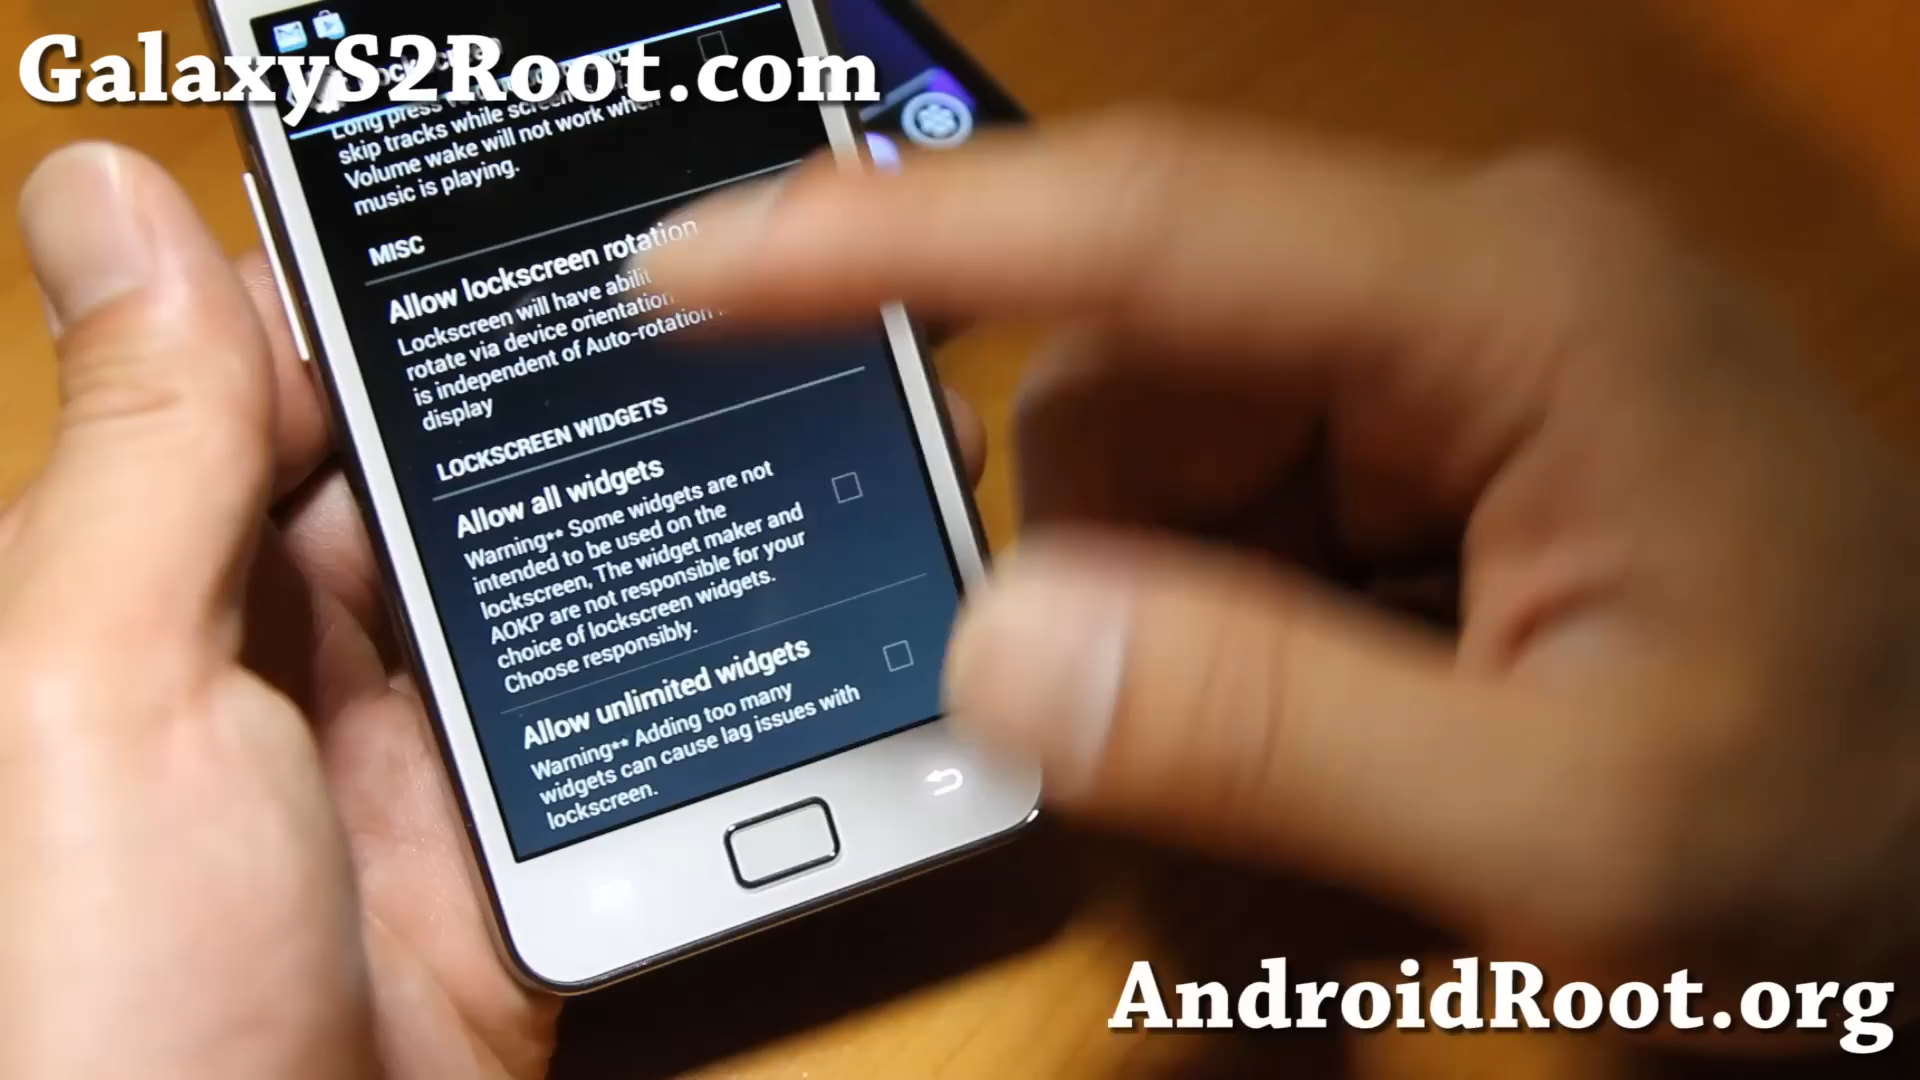 GalaxyS2Root.com
Long press
skip tracks while screen
Volume wake will not work when
music is playing.
MISC
Allow lockscreen rotation
Lockscreen will have
rotate via device orientation
is independent of Auto-rotation
display
LOCKSCREEN WIDGETS
Allow all widgets
Warning** Some widgets are not
intended to be used on the
lockscreen, The widget maker and
AOKP are not responsible for your
choice of lockscreen widgets.
Choose responsibly.
Allow unlimited widgets
Warning** Adding too many
widgets can cause lag issues with
lockscreen.
AndroidRoot.org